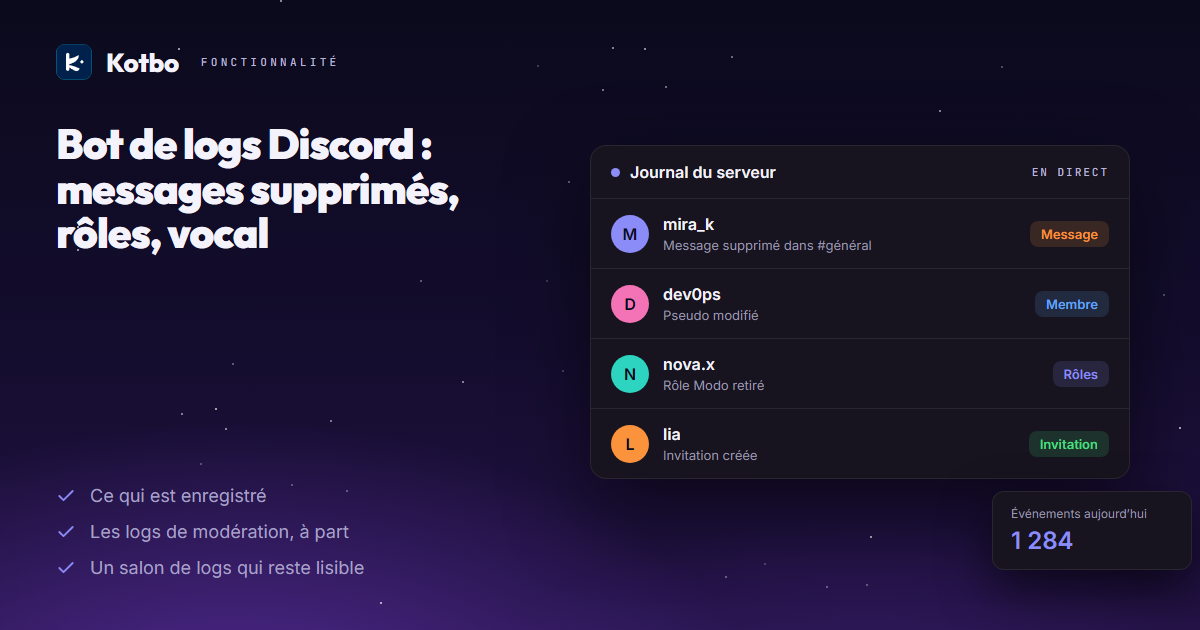 Kotbo FONCTIONNALITÉ
Bot de logs Discord :
messages supprimés,
rôles, vocal
Ce qui est enregistré
Les logs de modération, à part
Un salon de logs qui reste lisible
Journal du serveur EN DIRECT
M mira_k
Message supprimé dans #général
Message
D dev0ps
Pseudo modifié
Membre
N nova.x
Rôle Modo retiré
Rôles
L lia
Invitation créée
Invitation
Événements aujourd'hui
1 284